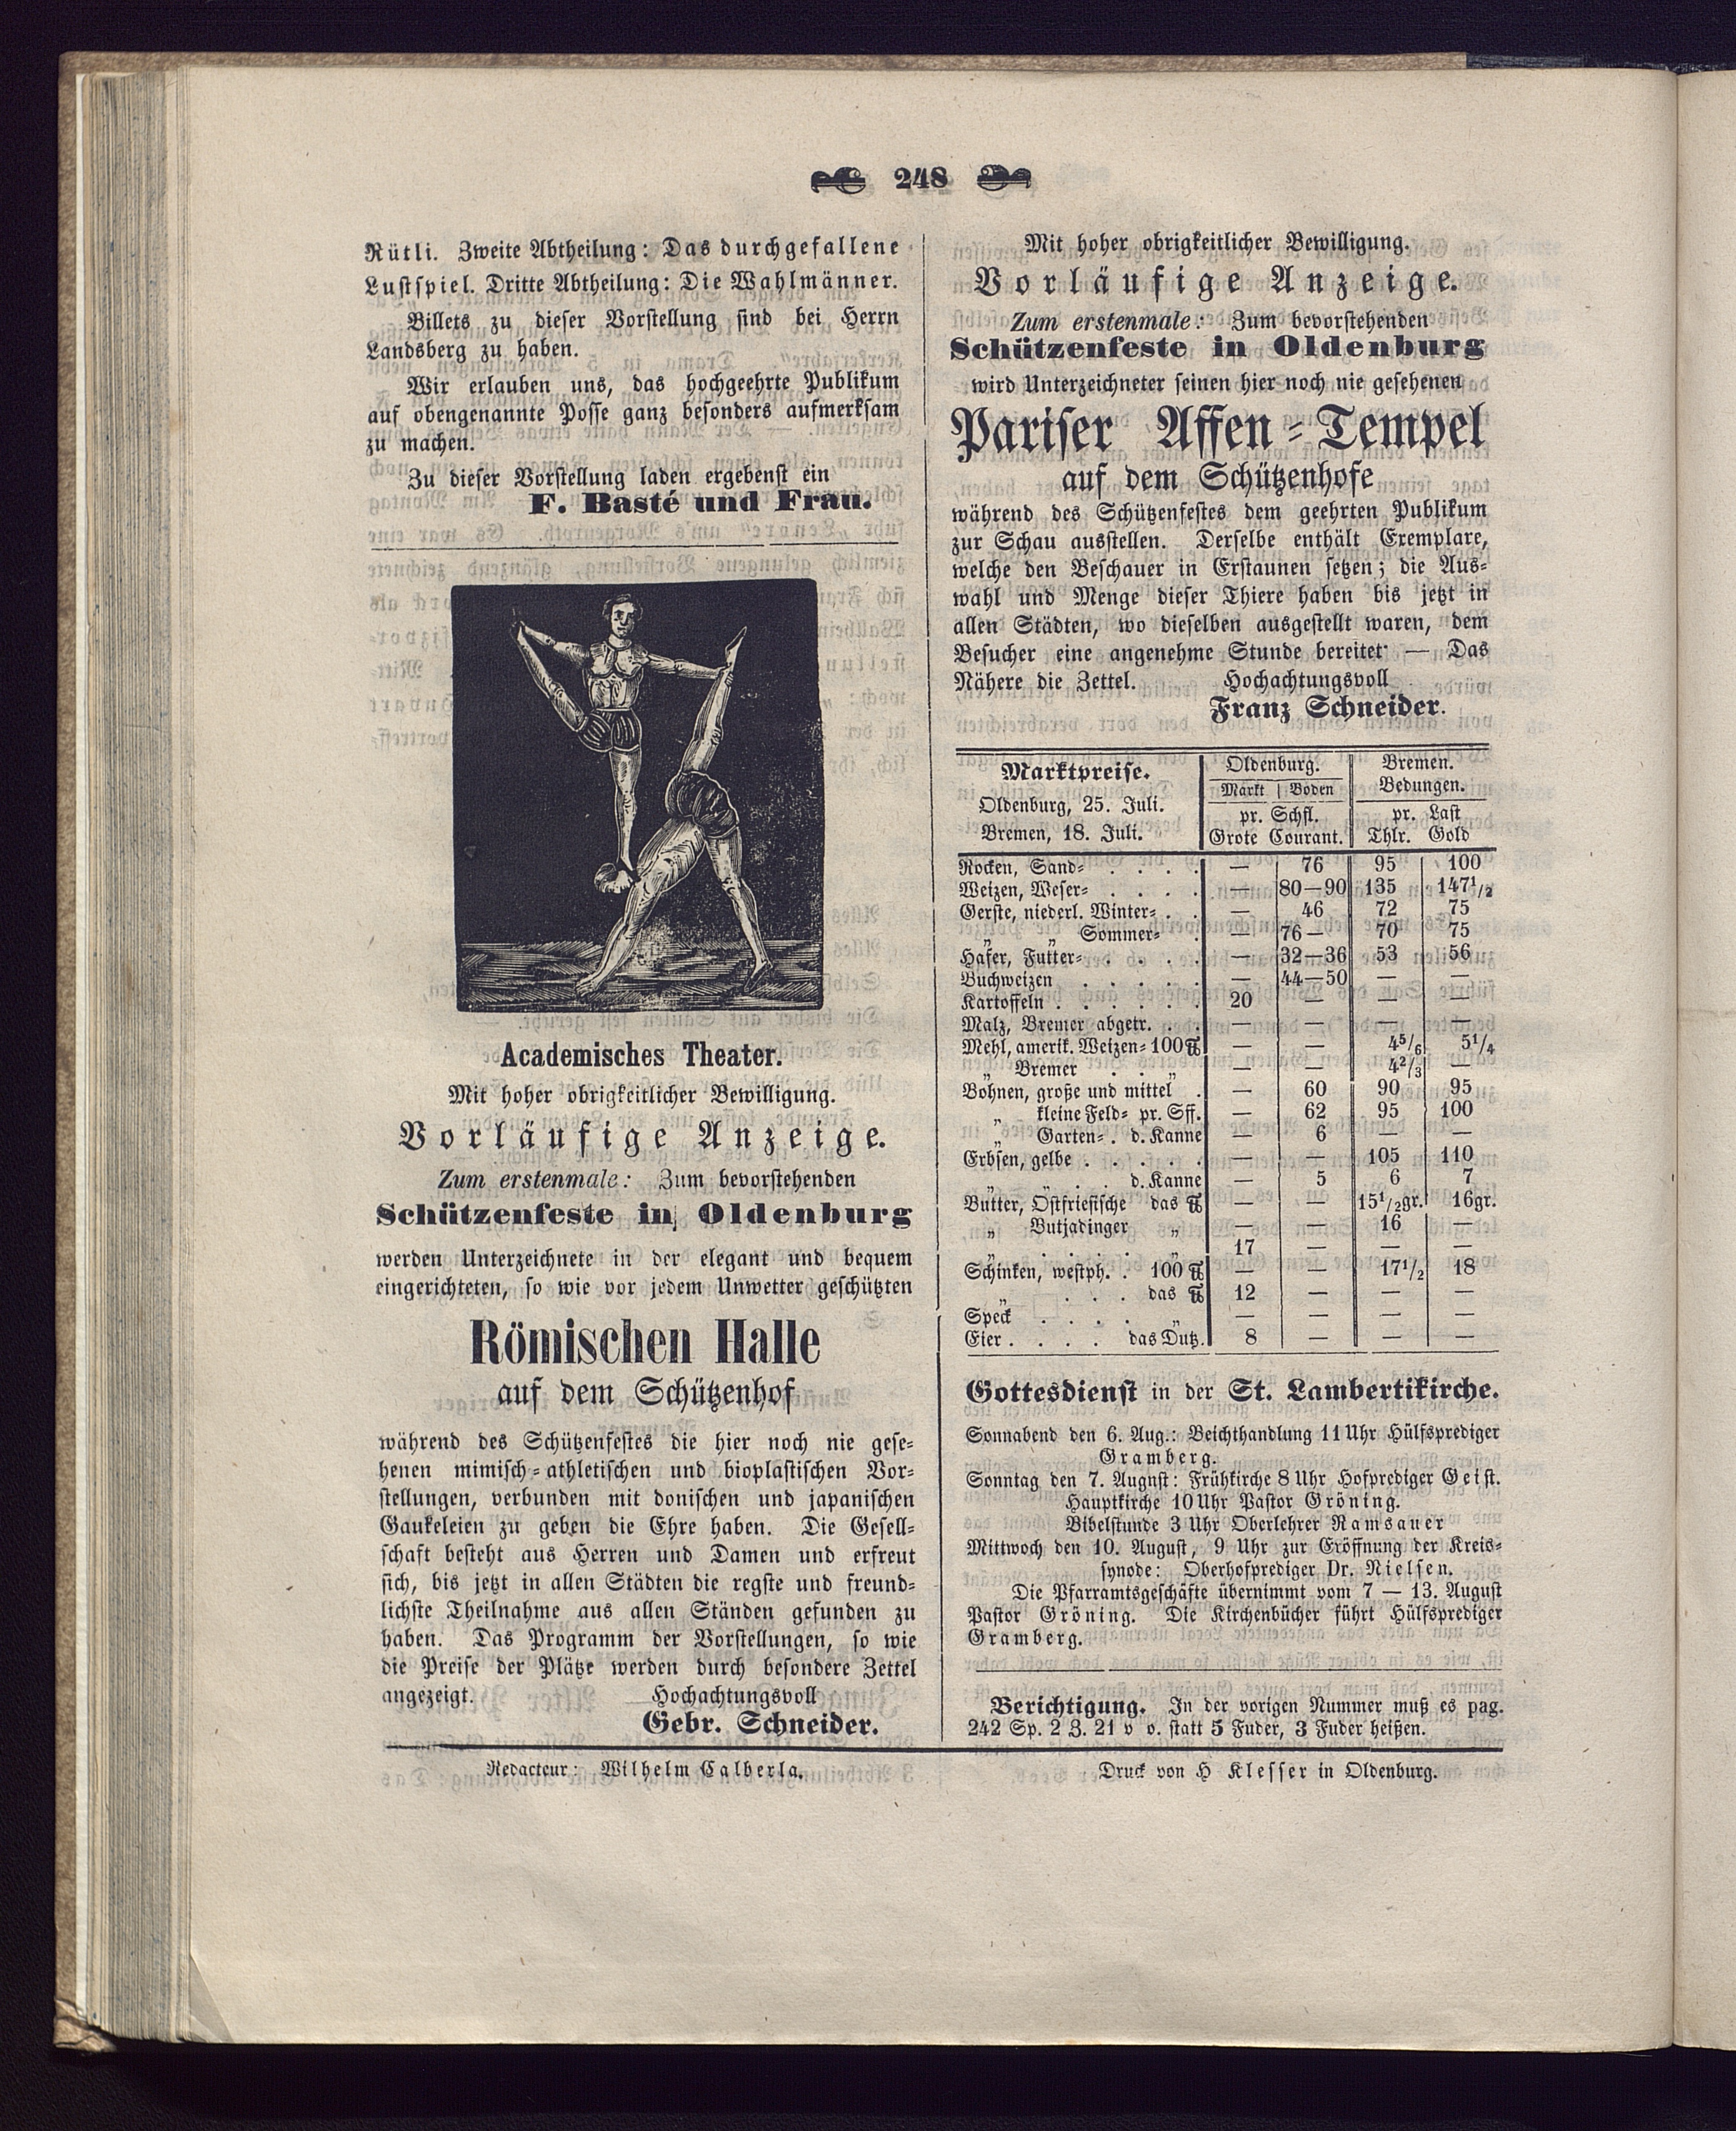 248
Rütli. Zweite Abtheilung: Das durchgefallene
Lustspiel. Dritte Abtheilung: Die Wahlmänner.
Billets zu dieser Vorstellung sind bei Herrn
Landsberg zu haben.
Wir erlauben uns, das hochgeehrte Publikum
auf obengenannte Posse ganz besonders aufmerksam
zu machen.
Zu dieser Vorstellung laden ergebenst ein
F. Basté und Frau.
Academisches Theater.
Mit hoher obrigkeitlicher Bewilligung.
Vorläufige Anzeige.
Zum erstenmale: Zum bevorstehenden
Schützenfeste in Oldenburg
werden Unterzeichnete in der elegant und bequem
eingerichteten, so wie vor jedem Unwetter geschützten
Römischen Halle
auf dem Schützenhof
während des Schützenfestes die hier noch nie gese-
henen mimisch-athletischen und bioplastischen Vor-
stellungen, verbunden mit donischen und japanischen
Gaukeleien zu geben die Ehre haben. Die Gesell-
schaft besteht aus Herren und Damen und erfreut
sich, bis jetzt in allen Städten die regste und freund-
lichste Theilnahme aus allen Ständen gefunden zu
haben. Das Programm der Vorstellungen, so wie
die Preise der Plätze werden durch besondere Zettel
angezeigt. Hochachtungsvoll
Gebr. Schneider.
Mit hoher obrigkeitlicher Bewilligung.
Vorläufige Anzeige.
Zum erstenmale: Zum bevorstehenden
Schützenfeste in Oldenburg
wird Unterzeichneter seinen hier noch nie gesehenen
Pariser Affen-Tempel
auf dem Schützenhofe
während des Schützenfestes dem geehrten Publikum
zur Schau ausstellen. Derselbe enthält Exemplare,
welche den Beschauer in Erstaunen setzen; die Aus-
wahl und Menge dieser Thiere haben bis jetzt in
allen Städten, wo dieselben ausgestellt waren, dem
Besucher eine angenehme Stunde bereitet — Das
Nähere die Zettel. Hochachtungsvoll
Franz Schneider.
Marktpreise. Oldenburg. Bremen.
Markt | Boden Bedungen.
Oldenburg, 25. Juli. pr. Schfl. pr. Last
Bremen, 18. Juli. Grote Courant. Thlr. Gold
Rocken, Sand- . . . . — 76 95 100
Weizen, Weser- . . . . — 80—90 135 147 1/2
Gerste, niederl. Winter- . . — 46 72 75
„ „ Sommer- . — 76— 70 75
Hafer, Futter- . . . . — 32—36 53 56
Buchweizen . . . . . — 44—50 — —
Kartoffeln . . . . . . 20 — — —
Malz, Bremer abgetr. . . — — — —
Mehl, amerik. Weizen- 100 ℔ — — 4 5/6 5 1/4
„ Bremer . . „ — — 4 2/3 —
Bohnen, große und mittel . — 60 90 95
„ kleine Feld- pr. Sff. — 62 95 100
„ Garten- . d. Kanne — 6 — —
Erbsen, gelbe . . . . . — — 105 110
„ „ . . d. Kanne — 5 6 7
Butter, Ostfriesische das ℔ — — 15 1/2 gr. 16gr.
„ Butjadinger „ — — 16 —
„ . . . . „ 17 — — —
Schinken, westph. . 100 ℔ — — 17 1/2 18
„ . . . das ℔ 12 — — —
Speck . . . . „ — — — —
Eier . . . . das Dutz. 8 — — —
Gottesdienst in der St. Lambertikirche.
Sonnabend den 6. Aug.: Beichthandlung 11 Uhr Hülfsprediger
Gramberg.
Sonntag den 7. August: Frühkirche 8 Uhr Hofprediger Geist.
Hauptkirche 10 Uhr Pastor Gröning.
Bibelstunde 3 Uhr Oberlehrer Ramsauer
Mittwoch den 10. August, 9 Uhr zur Eröffnung der Kreis-
synode: Oberhofprediger Dr. Nielsen.
Die Pfarramtsgeschäfte übernimmt vom 7 — 13. August
Pastor Gröning. Die Kirchenbücher führt Hülfsprediger
Gramberg.
Berichtigung. In der vorigen Nummer muß es pag.
242 Sp. 2 Z. 21 v o. statt 5 Fuder, 3 Fuder heißen.
Redacteur: Wilhelm Calberla. Druck von H Klesser in Oldenburg.